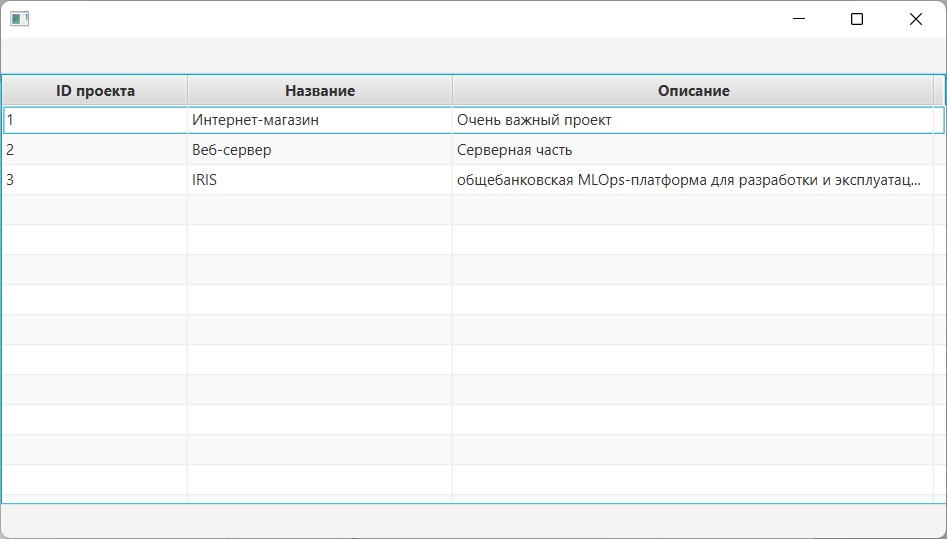 ID проекта Название Описание
1 Интернет-магазин Очень важный проект
2 Веб-сервер Серверная часть
3 IRIS общебанковская MLOps-платформа для разработки и эксплуатац...